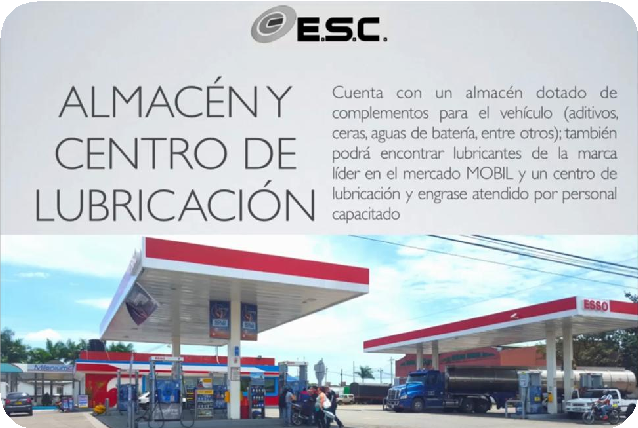 E.S.C.
ALMACÉN Y
CENTRO DE
LUBRICACIÓN
Cuenta con un almacén dotado de
complementos para el vehículo (aditivos,
ceras, aguas de batería, entre otros); también
podrá encontrar lubricantes de la marca
líder en el mercado MOBIL y un centro de
lubricación y engrase atendido por personal
capacitado
ESSO